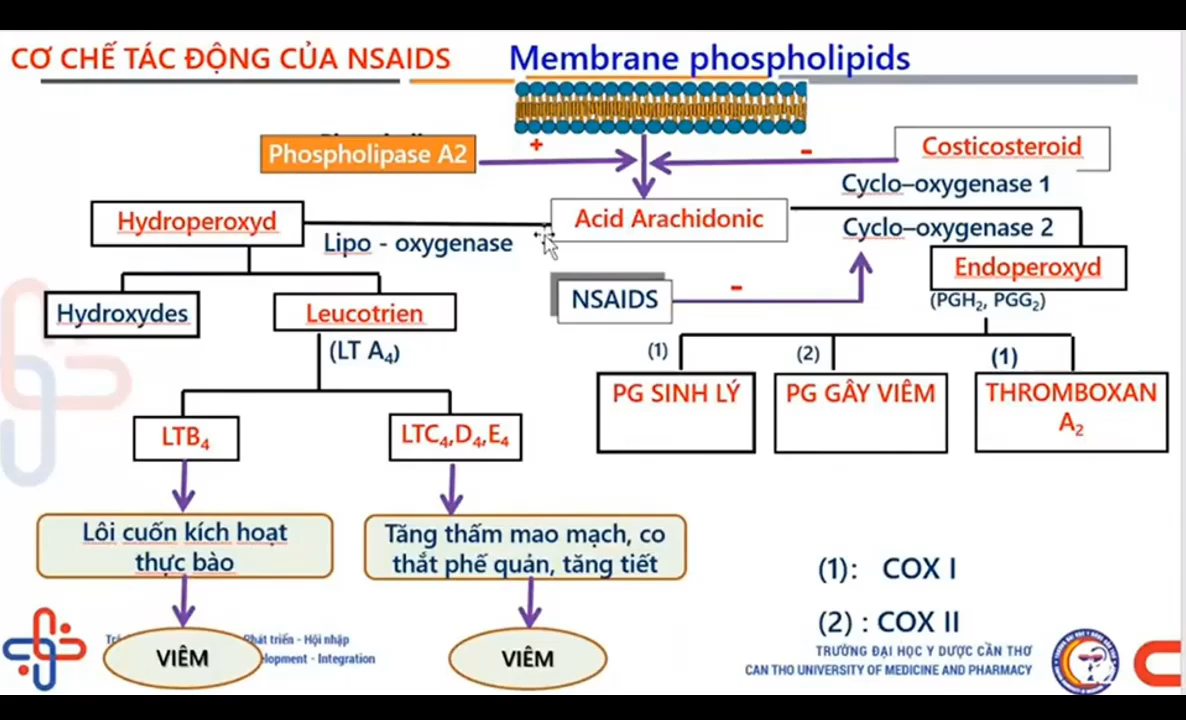 CƠ CHẾ TÁC ĐỘNG CỦA NSAIDS
Membrane phospholipids
Phospholipase A2
+
-
Costicosteroid
Cyclo–oxygenase 1
Hydroperoxyd
Acid Arachidonic
Lipo - oxygenase
Cyclo–oxygenase 2
Endoperoxyd
(PGH₂, PGG₂)
NSAIDS
-
Hydroxydes
Leucotrien
(LT A₄)
(1)
(2)
(1)
PG SINH LÝ
PG GÂY VIÊM
THROMBOXAN
A₂
LTB₄
LTC₄,D₄,E₄
Lôi cuốn kích hoạt
thực bào
Tăng thấm mao mạch, co
thắt phế quản, tăng tiết
(1): COX I
(2) : COX II
VIÊM
VIÊM
Phát triển - Hội nhập
- Integration
TRƯỜNG ĐẠI HỌC Y DƯỢC CẦN THƠ
CAN THO UNIVERSITY OF MEDICINE AND PHARMACY